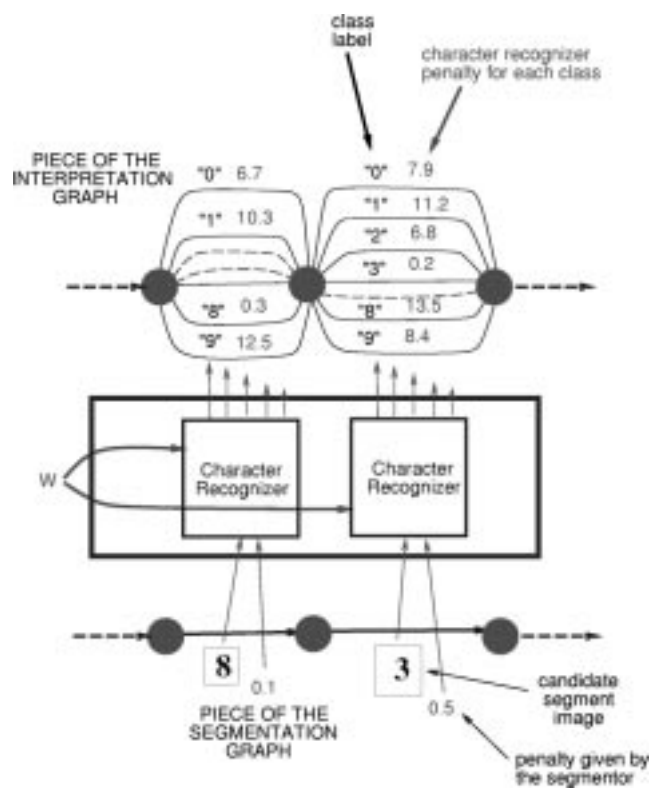 class
label
character recognizer
penalty for each class
PIECE OF THE
INTERPRETATION
GRAPH
"0" 6.7
"1" 10.3
"8" 0.3
"9" 12.5
"0" 7.9
"1" 11.2
"2" 6.8
"3" 0.2
"8" 13.5
"9" 8.4
W
Character
Recognizer
Character
Recognizer
8
0.1
3
0.5
PIECE OF THE
SEGMENTATION
GRAPH
candidate
segment
image
penalty given by
the segmentor